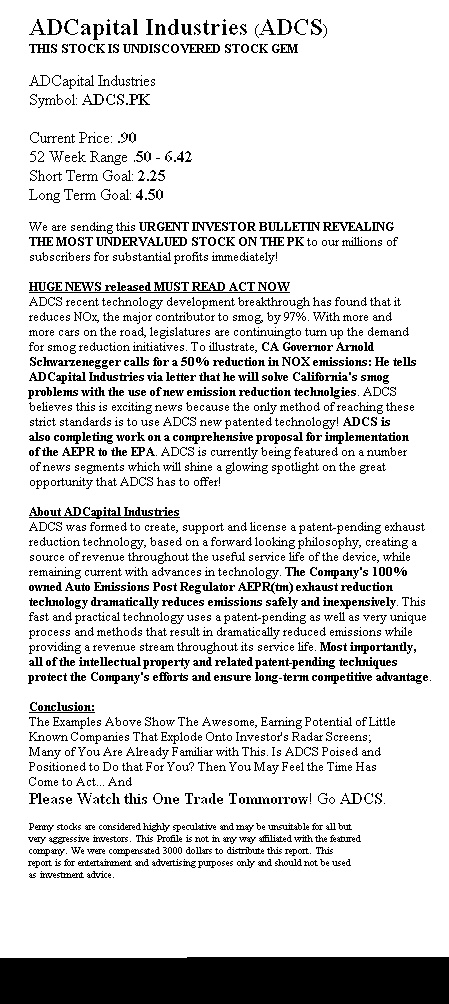 ADCapital Industries (ADCS)
THIS STOCK IS UNDISCOVERED STOCK GEM
ADCapital Industries
Symbol: ADCS.PK
Current Price: .90
52 Week Range .50 - 6.42
Short Term Goal: 2.25
Long Term Goal: 4.50
We are sending this URGENT INVESTOR BULLETIN REVEALING
THE MOST UNDERVALUED STOCK ON THE PK to our millions of
subscribers for substantial profits immediately!
HUGE NEWS released MUST READ ACT NOW
ADCS recent technology development breakthrough has found that it
reduces NOx, the major contributor to smog, by 97%. With more and
more cars on the road, legislatures are continuingto turn up the demand
for smog reduction initiatives. To illustrate, CA Governor Arnold
Schwarzenegger calls for a 50% reduction in NOX emissions: He tells
ADCapital Industries via letter that he will solve California's smog
problems with the use of new emission reduction technolgies. ADCS
believes this is exciting news because the only method of reaching these
strict standards is to use ADCS new patented technology! ADCS is
also completing work on a comprehensive proposal for implementation
of the AEPR to the EPA. ADCS is currently being featured on a number
of news segments which will shine a glowing spotlight on the great
opportunity that ADCS has to offer!
About ADCapital Industries
ADCS was formed to create, support and license a patent-pending exhaust
reduction technology, based on a forward looking philosophy, creating a
source of revenue throughout the useful service life of the device, while
remaining current with advances in technology. The Company's 100%
owned Auto Emissions Post Regulator AEPR(tm) exhaust reduction
technology dramatically reduces emissions safely and inexpensively. This
fast and practical technology uses a patent-pending as well as very unique
process and methods that result in dramatically reduced emissions while
providing a revenue stream throughout its service life. Most importantly,
all of the intellectual property and related patent-pending techniques
protect the Company's efforts and ensure long-term competitive advantage.
Conclusion:
The Examples Above Show The Awesome, Earning Potential of Little
Known Companies That Explode Onto Investor's Radar Screens;
Many of You Are Already Familiar with This. Is ADCS Poised and
Positioned to Do that For You? Then You May Feel the Time Has
Come to Act... And
Please Watch this One Trade Tommorrow! Go ADCS.
Penny stocks are considered highly speculative and may be unsuitable for all but
very aggressive investors. This Profile is not in any way affiliated with the featured
company. We were compensated 3000 dollars to distribute this report. This
report is for entertainment and advertising purposes only and should not be used
as investment advice.